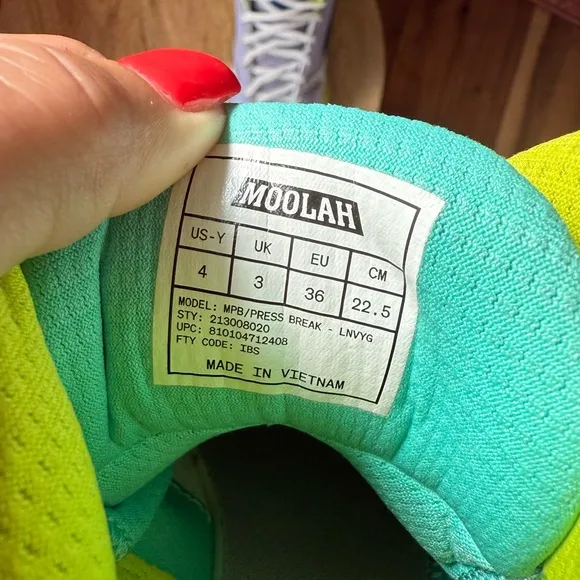 MOOLAH
US-Y UK EU CM
4 3 36 22.5
MODEL: MPB/PRESS BREAK - LNVYG
STY: 213008020
UPC: 810104712408
FTY CODE: IBS
MADE IN VIETNAM